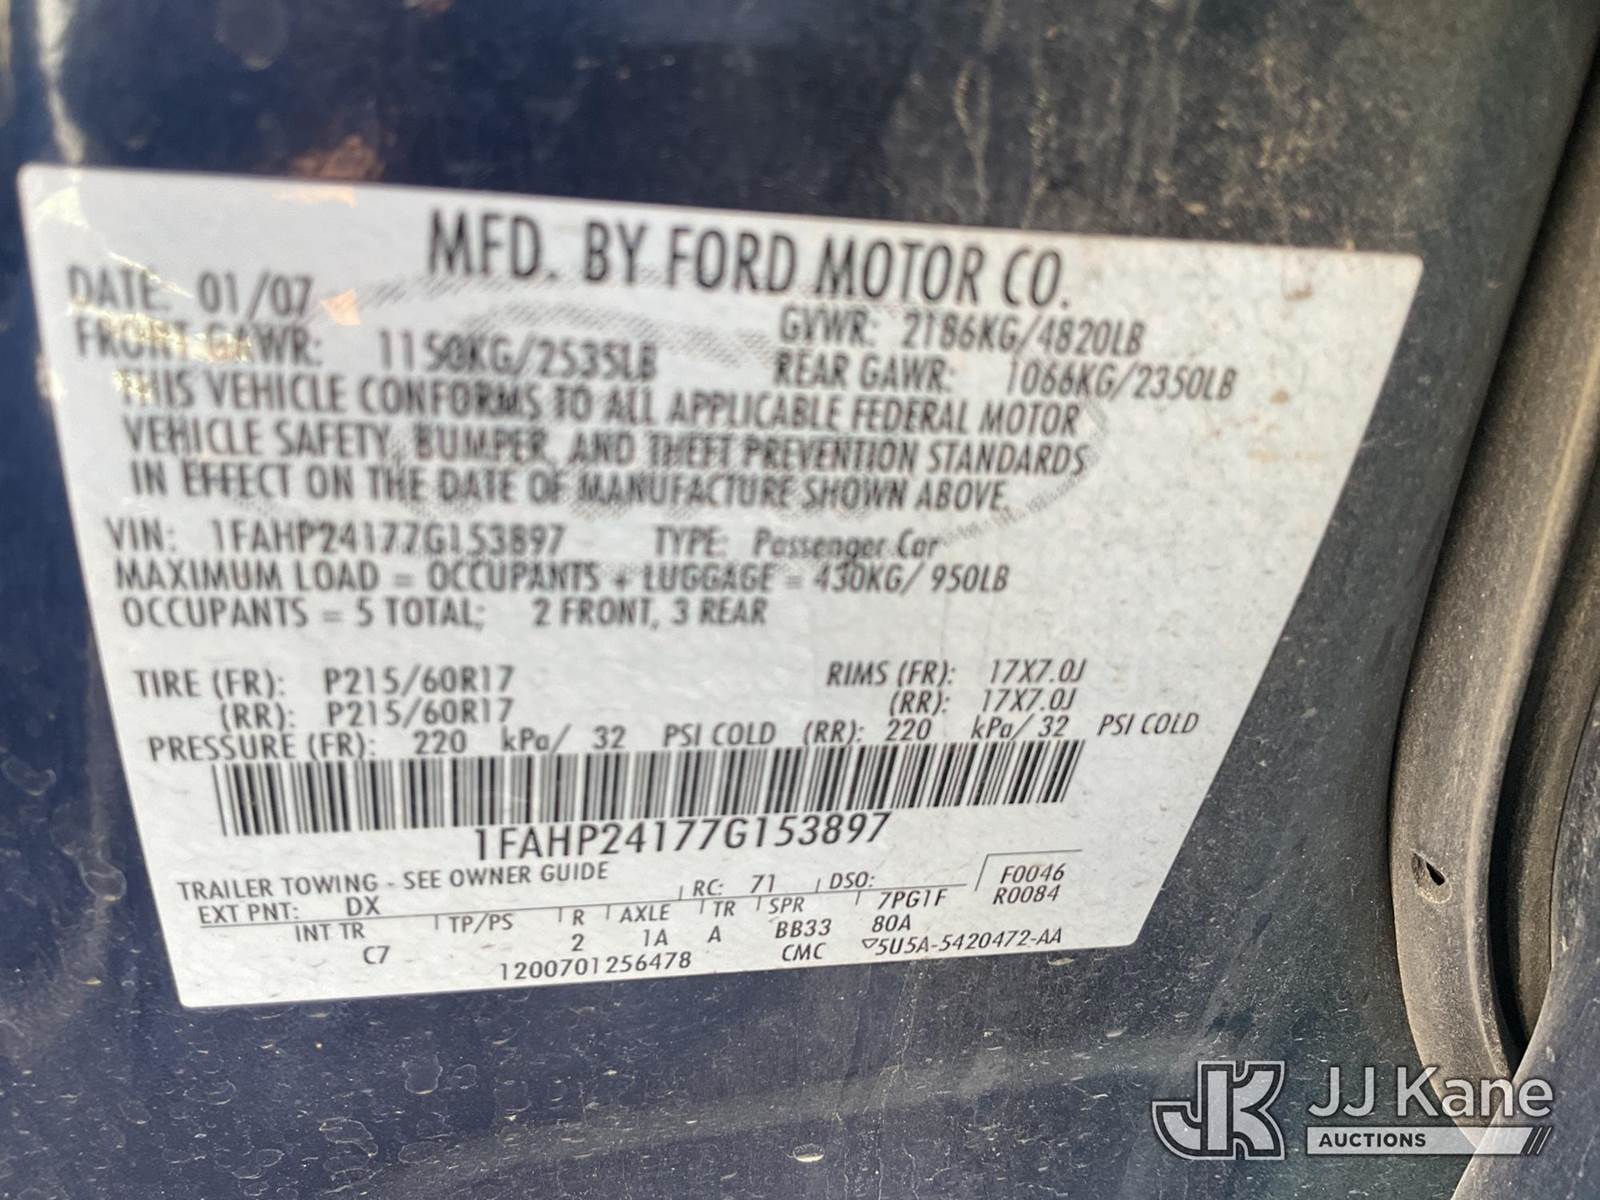 MFD. BY FORD MOTOR CO.
DATE: 01/07 GVWR: 2186KG/4820LB
FRONT GAWR: 1150KG/2535LB REAR GAWR: 1066KG/2350LB
THIS VEHICLE CONFORMS TO ALL APPLICABLE FEDERAL MOTOR
VEHICLE SAFETY, BUMPER, AND THEFT PREVENTION STANDARDS
IN EFFECT ON THE DATE OF MANUFACTURE SHOWN ABOVE.
VIN: 1FAHP24177G153897 TYPE: Passenger Car
MAXIMUM LOAD = OCCUPANTS + LUGGAGE = 430KG/ 950LB
OCCUPANTS = 5 TOTAL; 2 FRONT, 3 REAR
TIRE (FR): P215/60R17 RIMS (FR): 17X7.0J
(RR): P215/60R17 (RR): 17X7.0J
PRESSURE (FR): 220 kPa/ 32 PSI COLD (RR): 220 kPa/ 32 PSI COLD
1FAHP24177G153897
TRAILER TOWING - SEE OWNER GUIDE
EXT PNT: DX RC: 71 DSO: F0046
INT TR TP/PS R AXLE TR SPR 7PG1F R0084
C7 2 1A A BB33 80A
1200701256478 CMC ▽5U5A-5420472-AA
JK JJ Kane
AUCTIONS